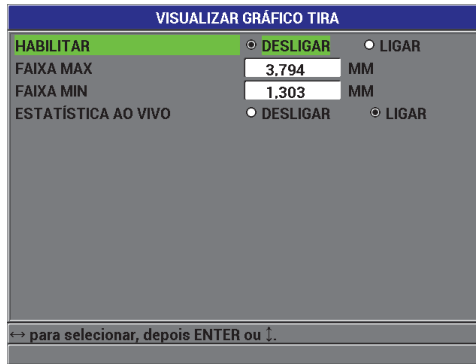 VISUALIZAR GRÁFICO TIRA
HABILITAR DESLIGAR LIGAR
FAIXA MAX 3,794 MM
FAIXA MIN 1,303 MM
ESTATÍSTICA AO VIVO DESLIGAR LIGAR
↔ para selecionar, depois ENTER ou ↕.